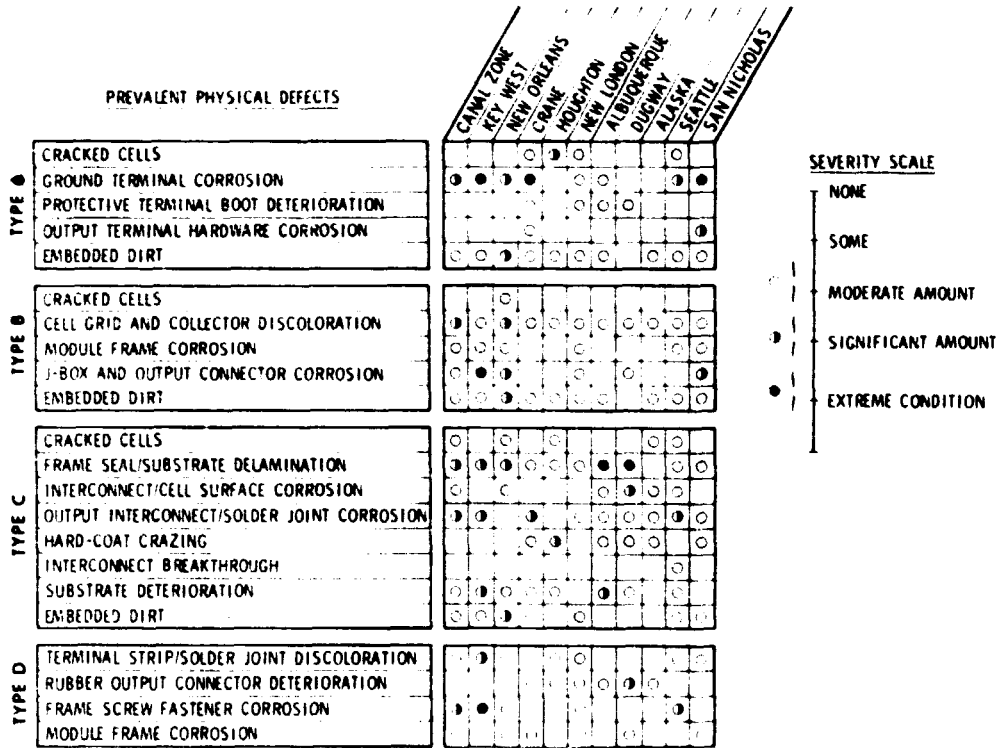 PREVALENT PHYSICAL DEFECTS
CANAL ZONE
KEY WEST
NEW ORLEANS
CRANE
HOUGHTON
NEW LONDON
ALBUQUERQUE
DUGWAY
ALASKA
SEATTLE
SAN NICHOLAS
TYPE A
CRACKED CELLS
GROUND TERMINAL CORROSION
PROTECTIVE TERMINAL BOOT DETERIORATION
OUTPUT TERMINAL HARDWARE CORROSION
EMBEDDED DIRT
TYPE B
CRACKED CELLS
CELL GRID AND COLLECTOR DISCOLORATION
MODULE FRAME CORROSION
J-BOX AND OUTPUT CONNECTOR CORROSION
EMBEDDED DIRT
TYPE C
CRACKED CELLS
FRAME SEAL/SUBSTRATE DELAMINATION
INTERCONNECT/CELL SURFACE CORROSION
OUTPUT INTERCONNECT/SOLDER JOINT CORROSION
HARD-COAT CRAZING
INTERCONNECT BREAKTHROUGH
SUBSTRATE DETERIORATION
EMBEDDED DIRT
TYPE D
TERMINAL STRIP/SOLDER JOINT DISCOLORATION
RUBBER OUTPUT CONNECTOR DETERIORATION
FRAME SCREW FASTENER CORROSION
MODULE FRAME CORROSION
SEVERITY SCALE
NONE
SOME
MODERATE AMOUNT
SIGNIFICANT AMOUNT
EXTREME CONDITION